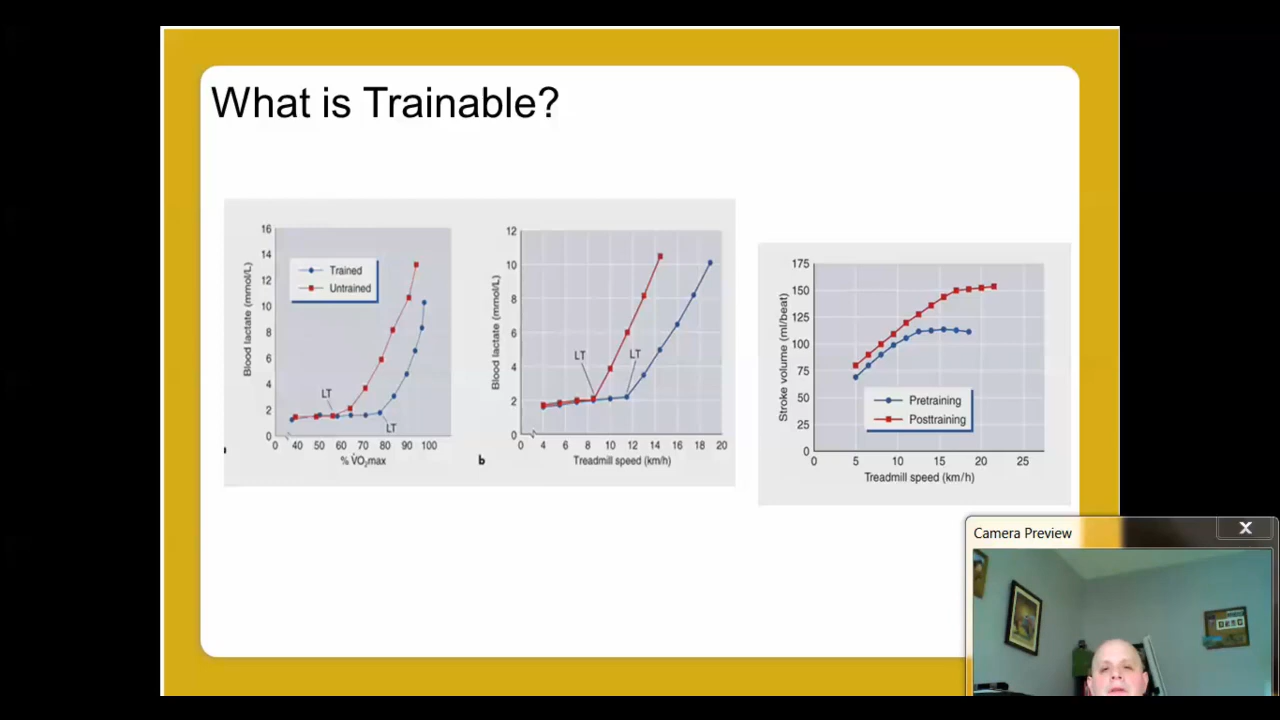 What is Trainable?
16
14
12
10
8
6
4
2
0
Blood lactate (mmol/L)
Trained
Untrained
LT
LT
0 40 50 60 70 80 90 100
% V̇O2max
12
10
8
6
4
2
0
Blood lactate (mmol/L)
LT
LT
0 4 6 8 10 12 14 16 18 20
b
Treadmill speed (km/h)
175
150
125
100
75
50
25
0
Stroke volume (ml/beat)
Pretraining
Posttraining
0 5 10 15 20 25
Treadmill speed (km/h)
Camera Preview
X